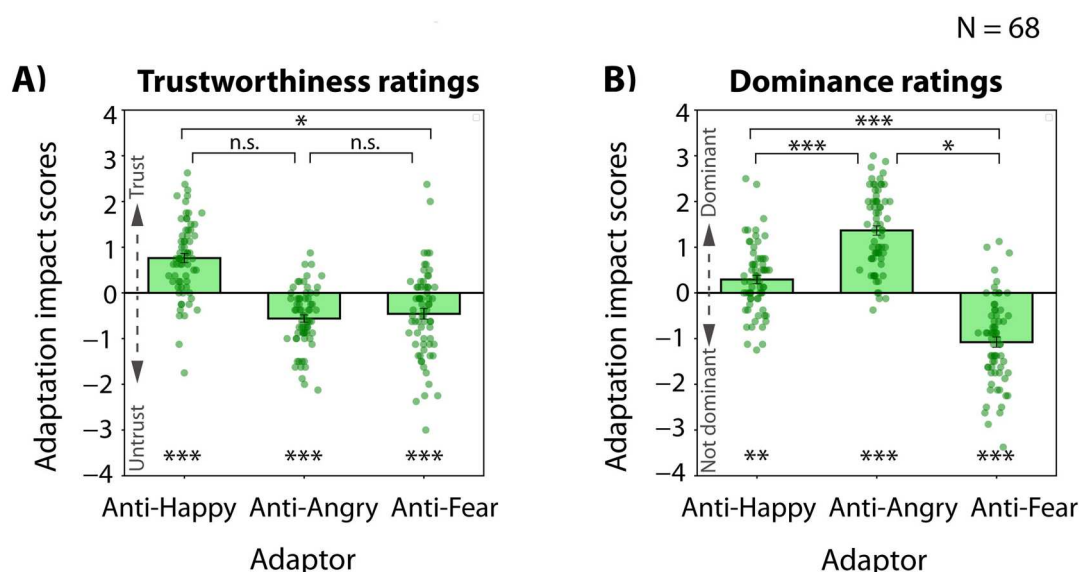 N = 68
A)
Trustworthiness ratings
Adaptation impact scores
4
3
2
1
0
−1
−2
−3
−4
Trust
Untrust
*
n.s.
n.s.
***
***
***
Anti-Happy
Anti-Angry
Anti-Fear
Adaptor
B)
Dominance ratings
Adaptation impact scores
4
3
2
1
0
−1
−2
−3
−4
Dominant
Not dominant
***
***
*
**
***
***
Anti-Happy
Anti-Angry
Anti-Fear
Adaptor